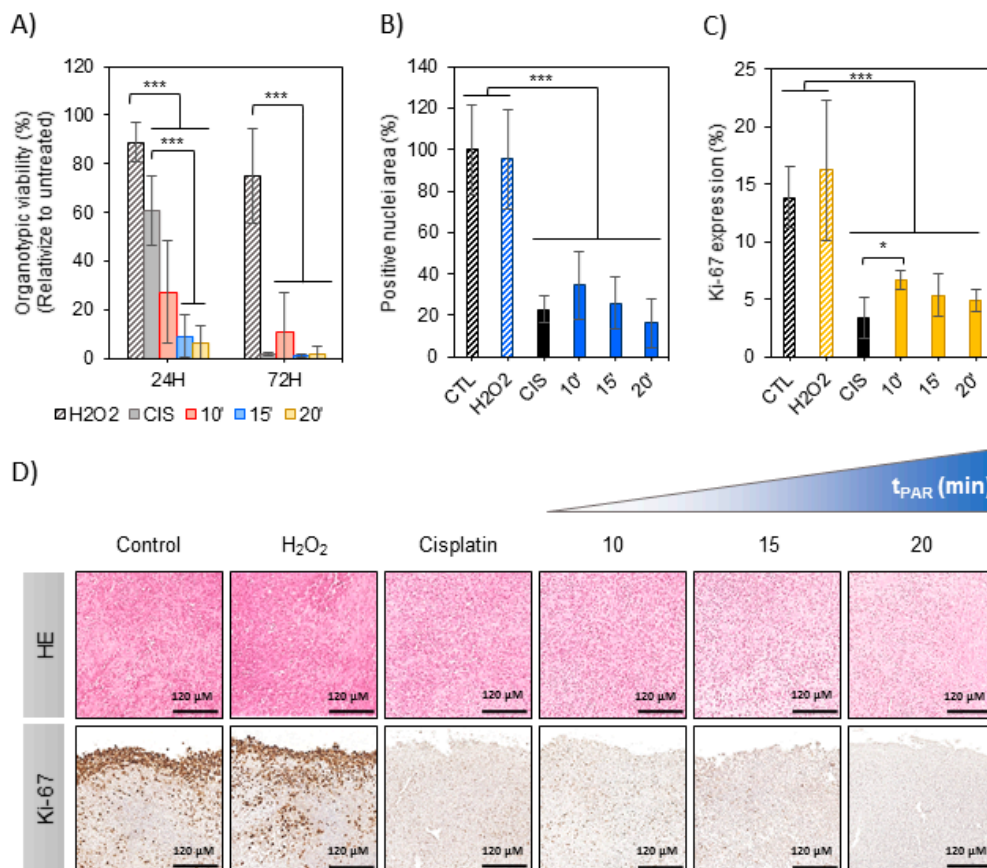 A)
B)
C)
120
100
80
60
40
20
0
***
***
***
24H
72H
Organotypic viability (%)
(Relativize to untreated)
H2O2 CIS 10' 15' 20'
140
120
100
80
60
40
20
0
***
Positive nuclei area (%)
CTL
H2O2
CIS
10'
15'
20'
25
20
15
10
5
0
***
*
Ki-67 expression (%)
CTL
H2O2
CIS
10'
15'
20'
D)
tPAR (min)
Control H2O2 Cisplatin 10 15 20
HE
120 µM 120 µM 120 µM 120 µM 120 µM 120 µM
Ki-67
120 µM 120 µM 120 µM 120 µM 120 µM 120 µM